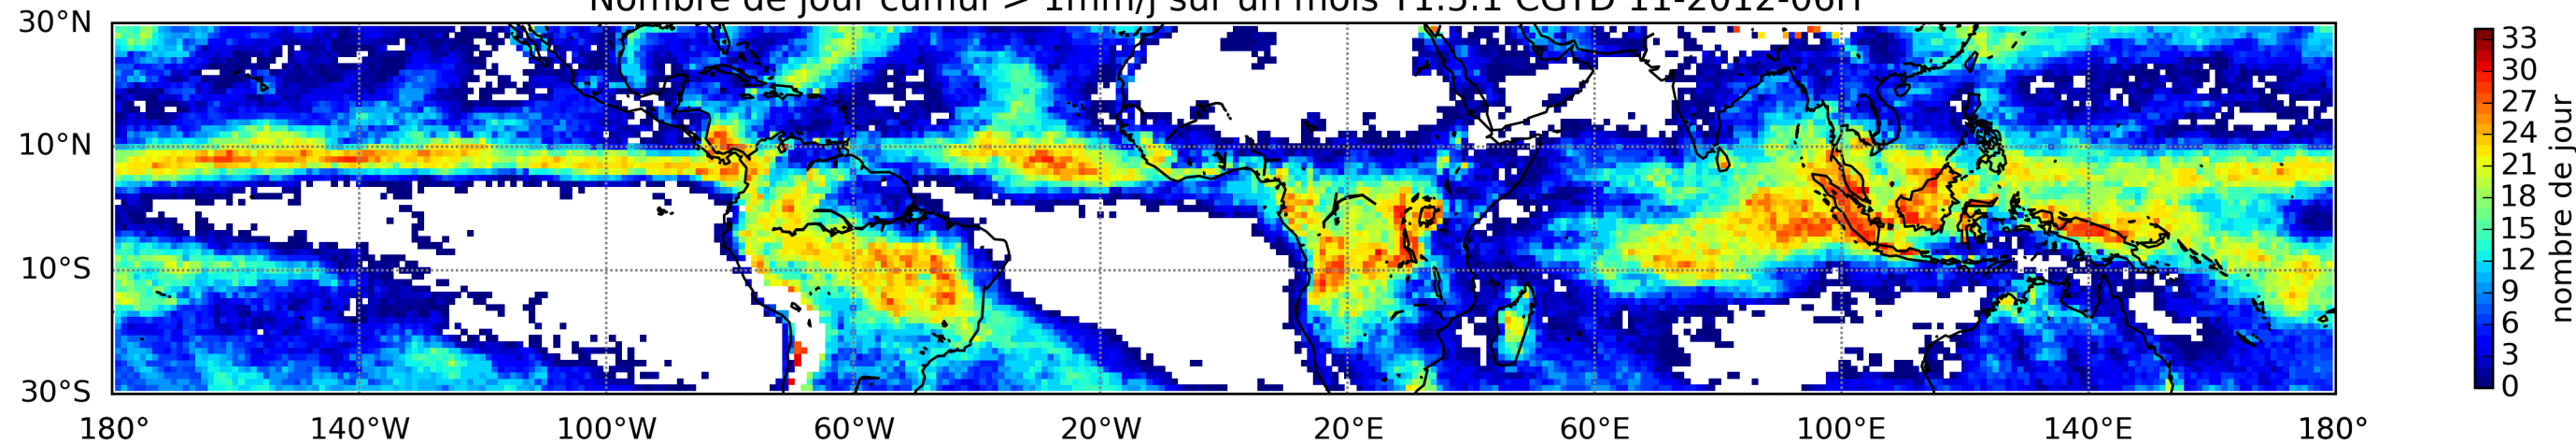 Nombre de jour cumul > 1mm/j sur un mois T1.5.1 CGTD 11-2012-06H
30°N
10°N
10°S
30°S
180° 140°W 100°W 60°W 20°W 20°E 60°E 100°E 140°E 180°
33
30
27
24
21
18
15
12
9
6
3
0
nombre de jour